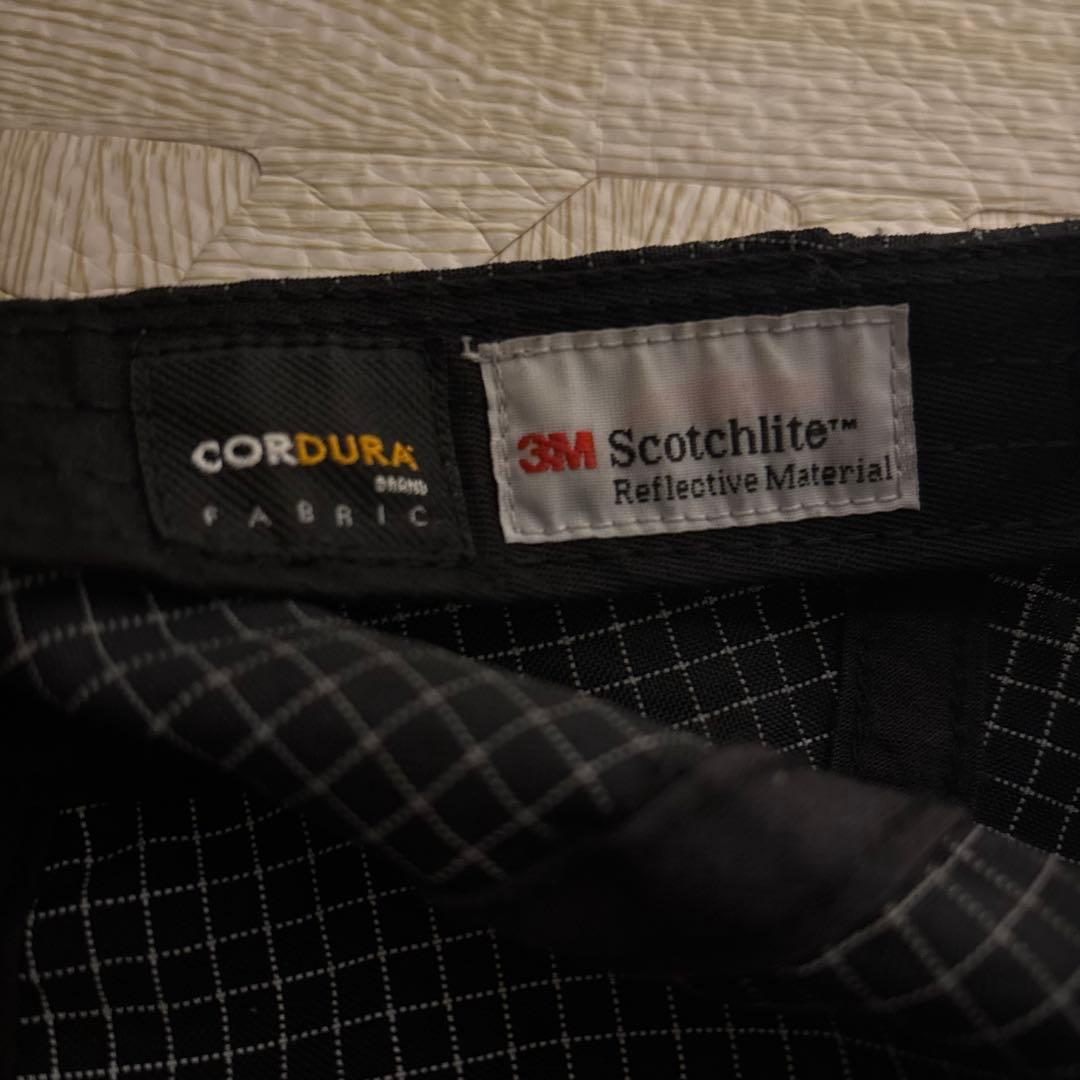 CORDURA
BRAND
FABRIC
3M Scotchlite™
Reflective Material